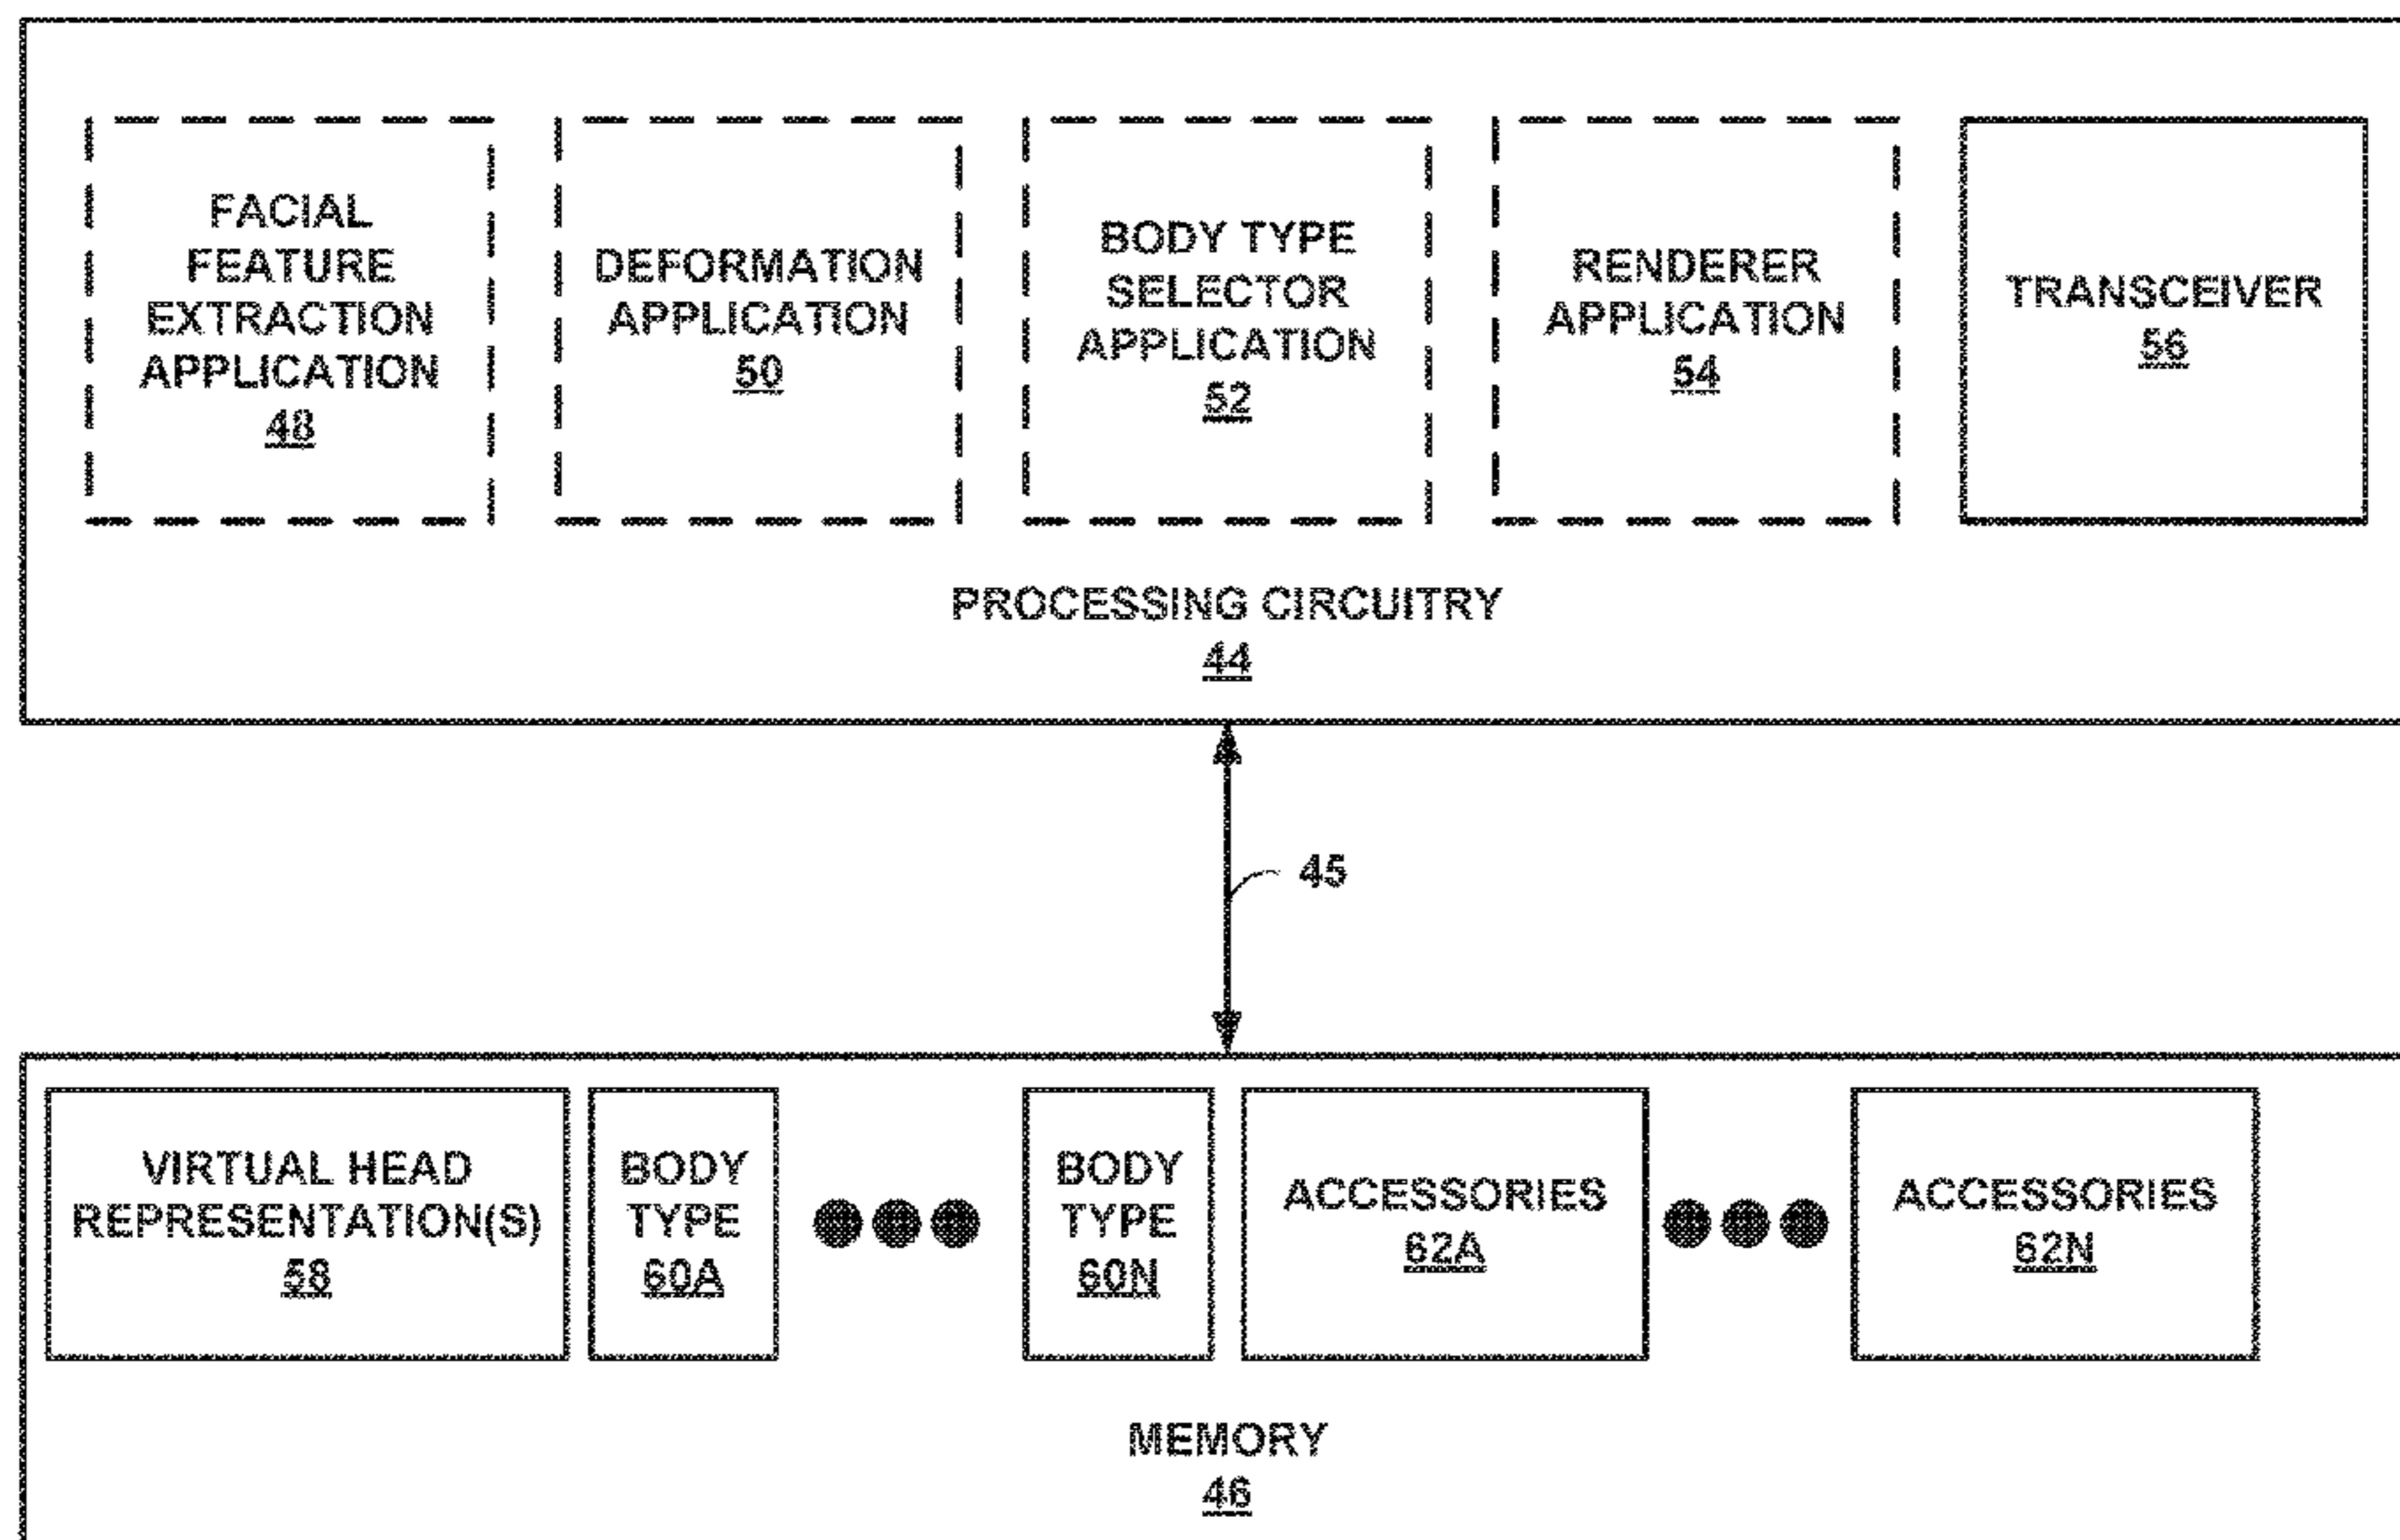 FACIAL
FEATURE
EXTRACTION
APPLICATION
48
DEFORMATION
APPLICATION
50
BODY TYPE
SELECTOR
APPLICATION
52
RENDERER
APPLICATION
54
TRANSCEIVER
56
PROCESSING CIRCUITRY
44
45
VIRTUAL HEAD
REPRESENTATION(S)
58
BODY
TYPE
60A
BODY
TYPE
60N
ACCESSORIES
62A
ACCESSORIES
62N
MEMORY
46